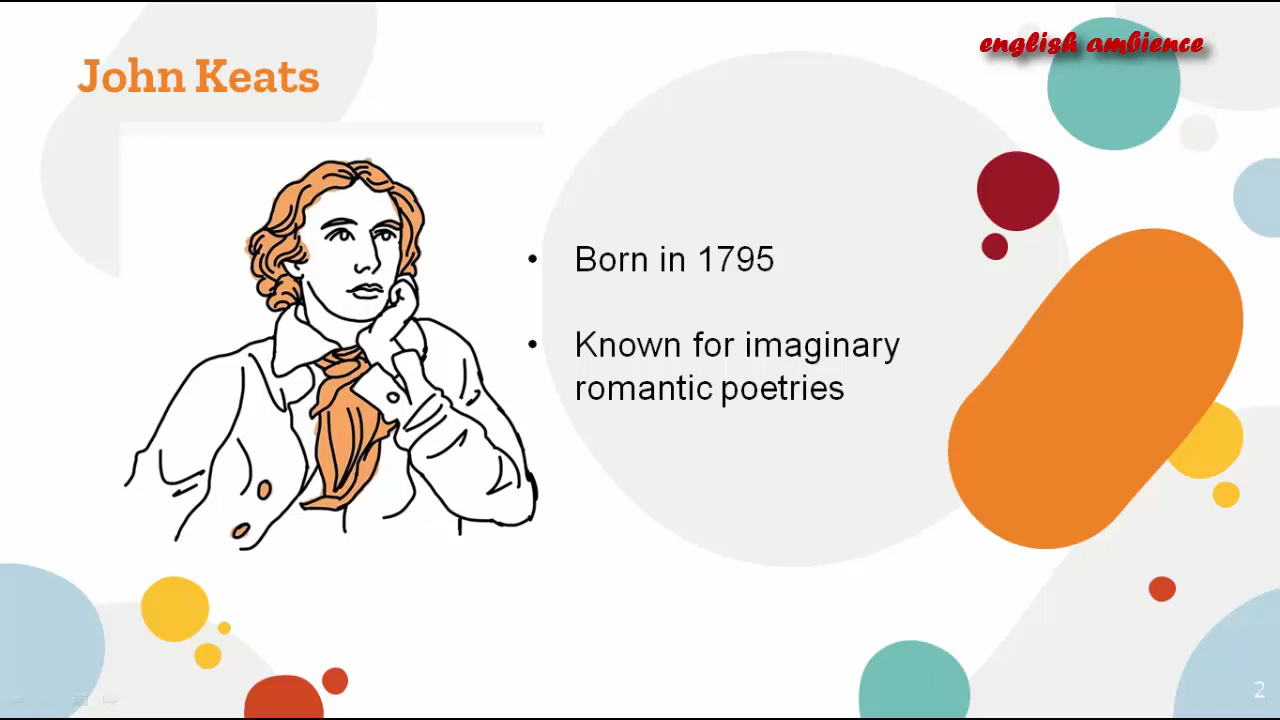 english ambience
John Keats
• Born in 1795
• Known for imaginary
romantic poetries
2